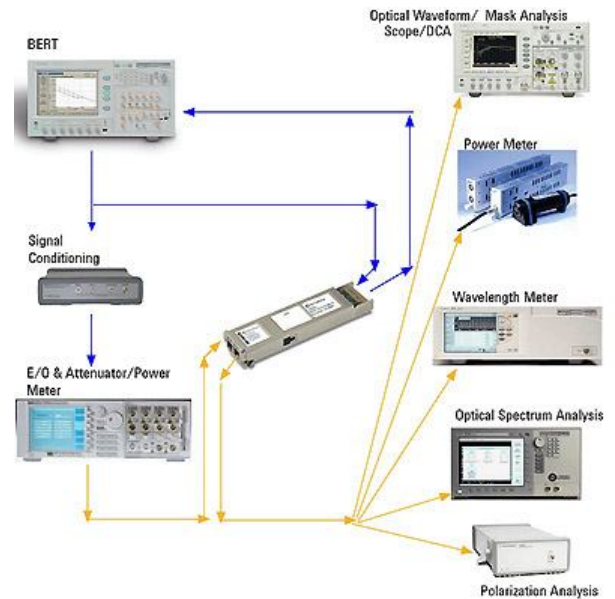 Optical Waveform/ Mask Analysis
Scope/DCA
BERT
Power Meter
Signal
Conditioning
Wavelength Meter
E/O & Attenuator/Power
Meter
Optical Spectrum Analysis
Polarization Analysis